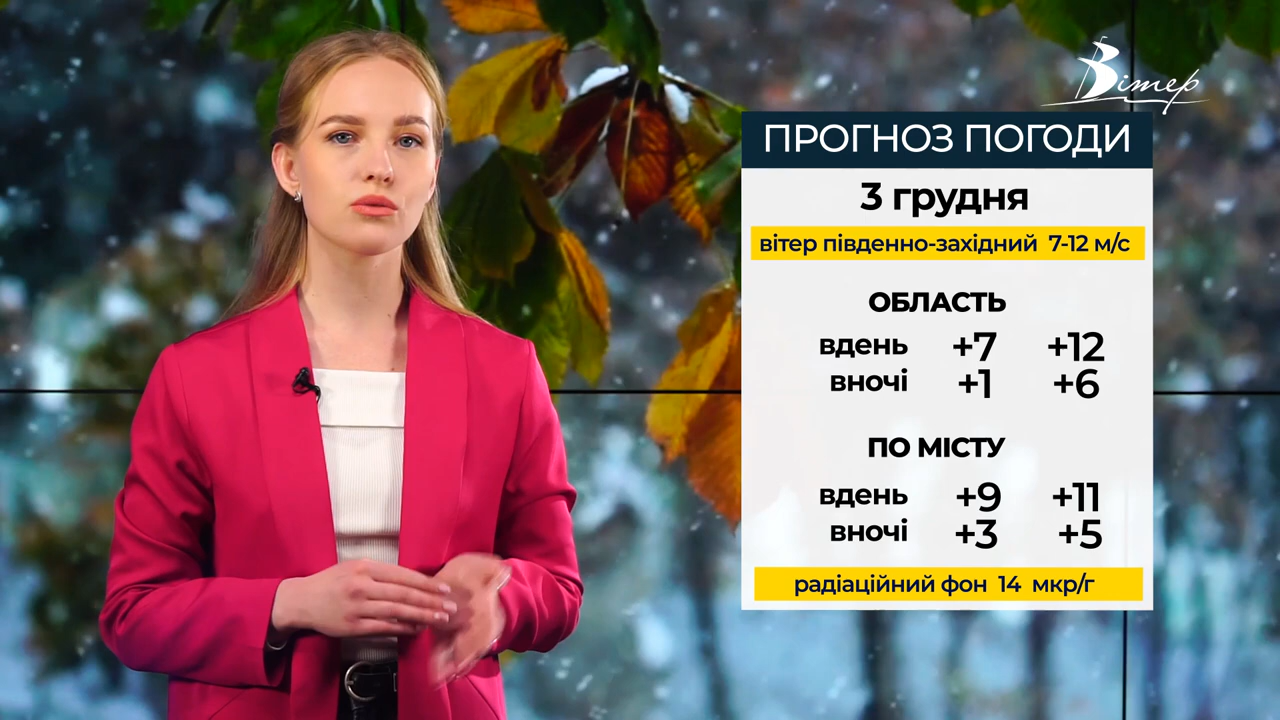 Вітер
ПРОГНОЗ ПОГОДИ
3 грудня
вітер південно-західний 7-12 м/с
ОБЛАСТЬ
вдень +7 +12
вночі +1 +6
ПО МІСТУ
вдень +9 +11
вночі +3 +5
радіаційний фон 14 мкр/г